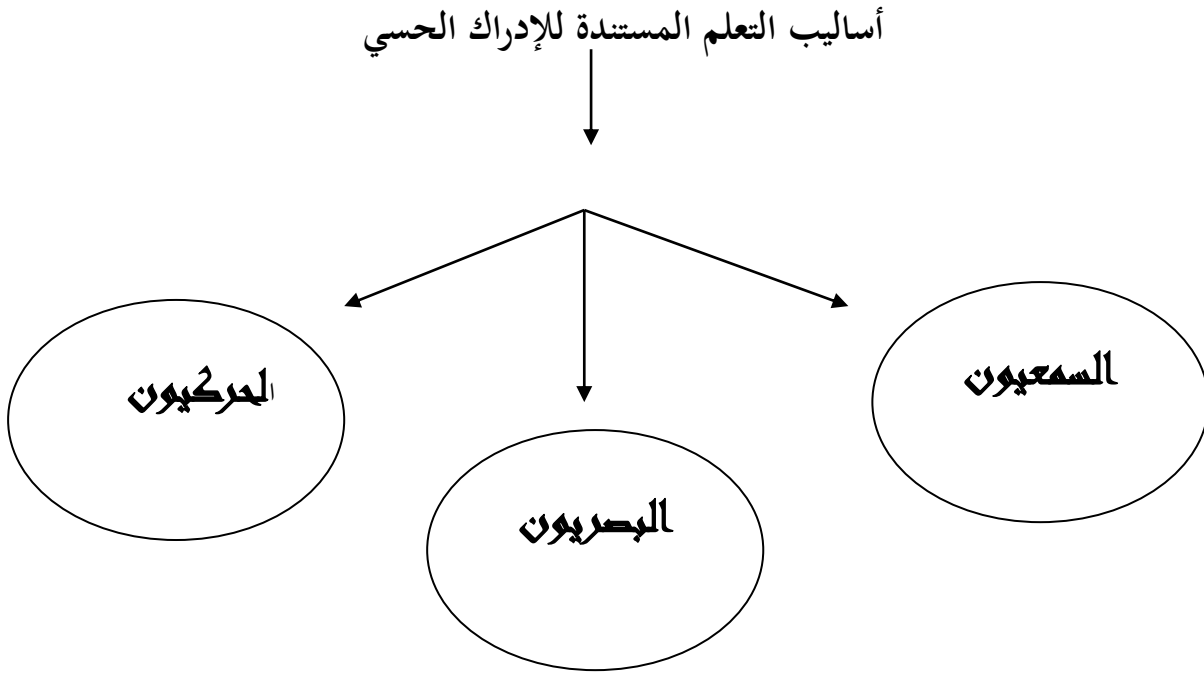 أساليب التعلم المستندة للإدراك الحسي
السمعيون
البصريون
الحركيون